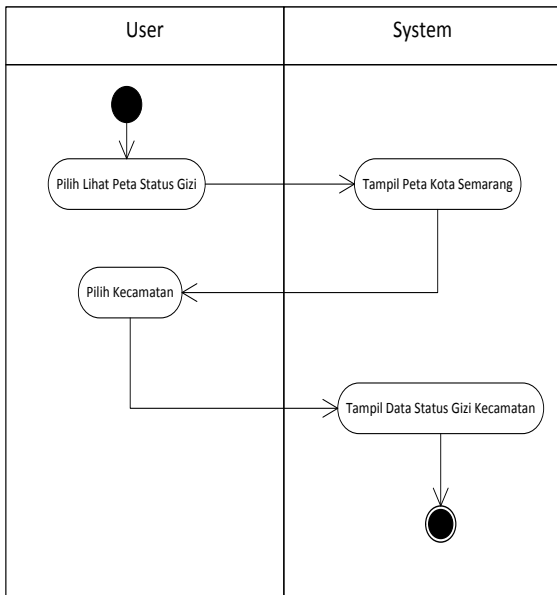 User
System
Pilih Lihat Peta Status Gizi
Tampil Peta Kota Semarang
Pilih Kecamatan
Tampil Data Status Gizi Kecamatan